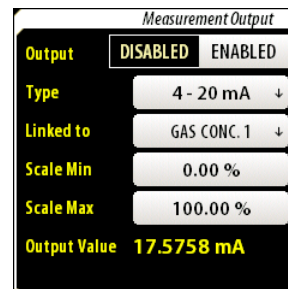 Measurement Output
Output DISABLED ENABLED
Type 4 - 20 mA ↓
Linked to GAS CONC. 1 ↓
Scale Min 0.00 %
Scale Max 100.00 %
Output Value 17.5758 mA